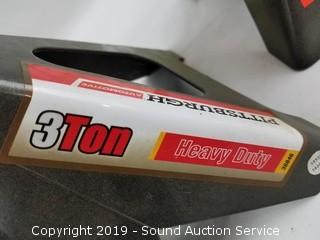 PITTSBURGH
AUTOMOTIVE
3Ton
Heavy Duty
Copyright 2019 - Sound Auction Service